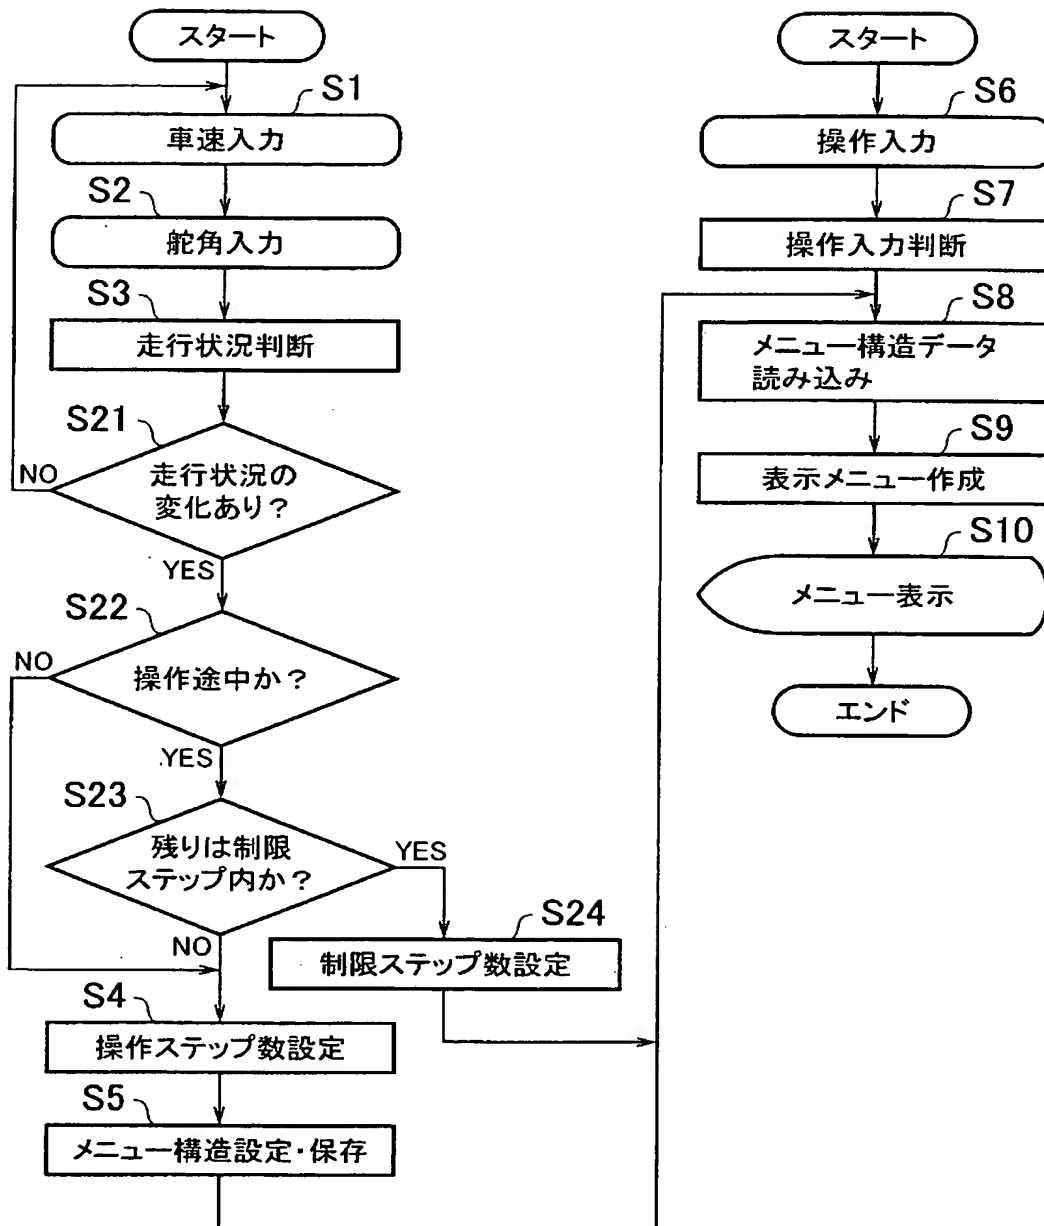 スタート
S1
車速入力
S2
舵角入力
S3
走行状況判断
S21
NO
走行状況の
変化あり?
YES
S22
NO
操作途中か?
YES
S23
残りは制限
ステップ内か?
YES
NO
S24
制限ステップ数設定
S4
操作ステップ数設定
S5
メニュー構造設定・保存
スタート
S6
操作入力
S7
操作入力判断
S8
メニュー構造データ
読み込み
S9
表示メニュー作成
S10
メニュー表示
エンド